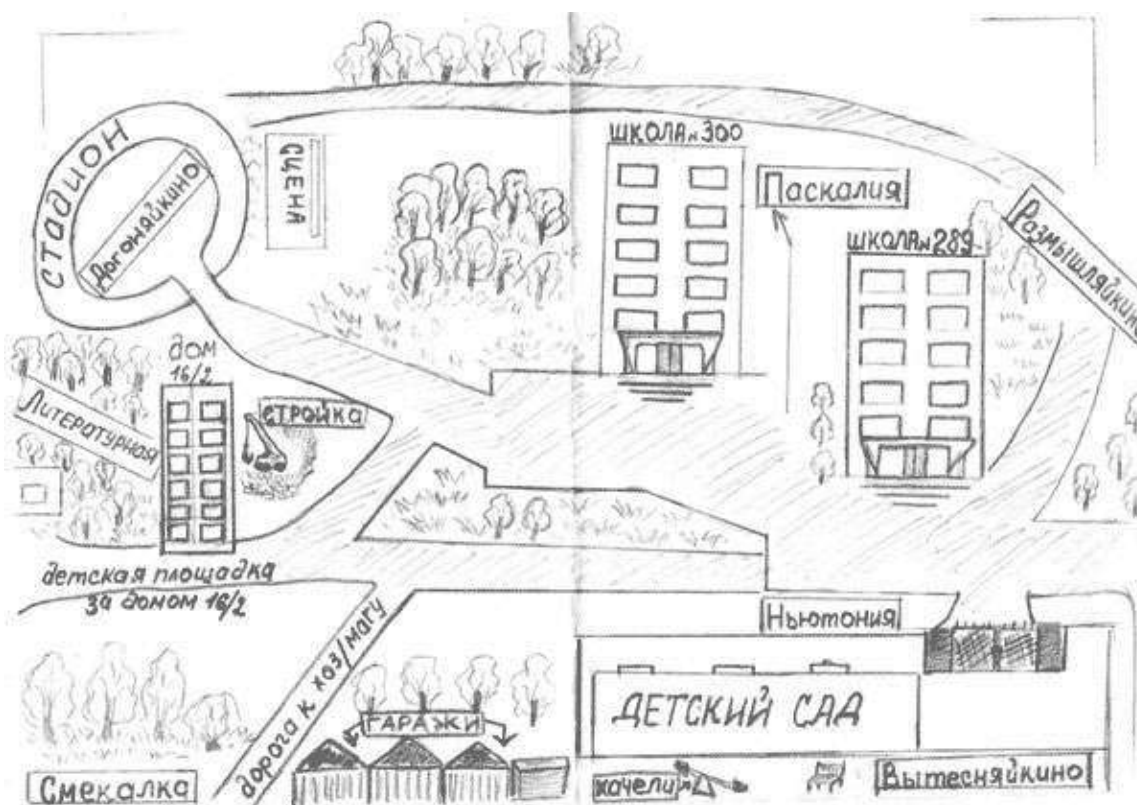 СТАДИОН
Догоняйкино
СЦЕНА
ШКОЛА № 300
Паскалия
ШКОЛА № 289
Размышляйкино
ДОМ
16/2
Литературная
СТРОЙКА
детская площадка
за домом 16/2
Ньютония
дорога к хоз/магу
ГАРАЖИ
ДЕТСКИЙ САД
Смекалка
качели
Вытесняйкино